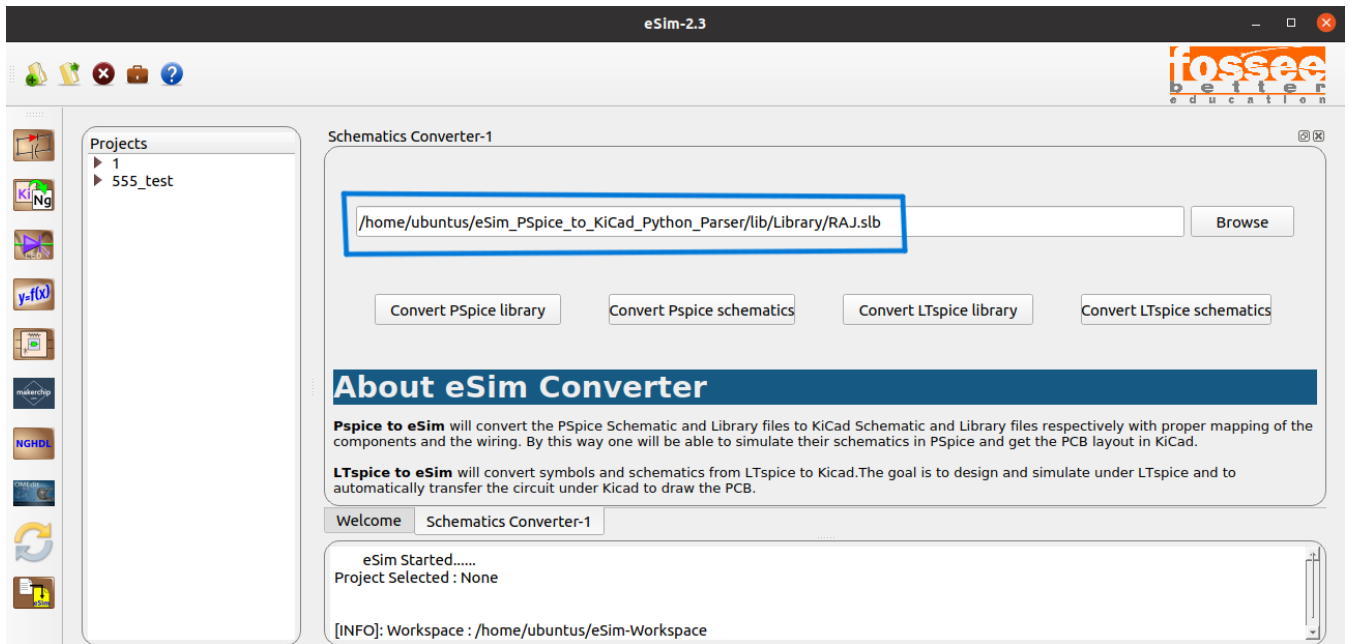 eSim-2.3
fossee
better
education
Projects
1
555_test
Schematics Converter-1
/home/ubuntus/eSim_PSpice_to_KiCad_Python_Parser/lib/Library/RAJ.slb
Browse
Convert PSpice library
Convert Pspice schematics
Convert LTspice library
Convert LTspice schematics
Ki Ng
y=f(x)
makerchip
NGHDL
OMEdit
eSim
About eSim Converter
Pspice to eSim will convert the PSpice Schematic and Library files to KiCad Schematic and Library files respectively with proper mapping of the
components and the wiring. By this way one will be able to simulate their schematics in PSpice and get the PCB layout in KiCad.
LTspice to eSim will convert symbols and schematics from LTspice to Kicad.The goal is to design and simulate under LTspice and to
automatically transfer the circuit under Kicad to draw the PCB.
Welcome
Schematics Converter-1
eSim Started......
Project Selected : None
[INFO]: Workspace : /home/ubuntus/eSim-Workspace